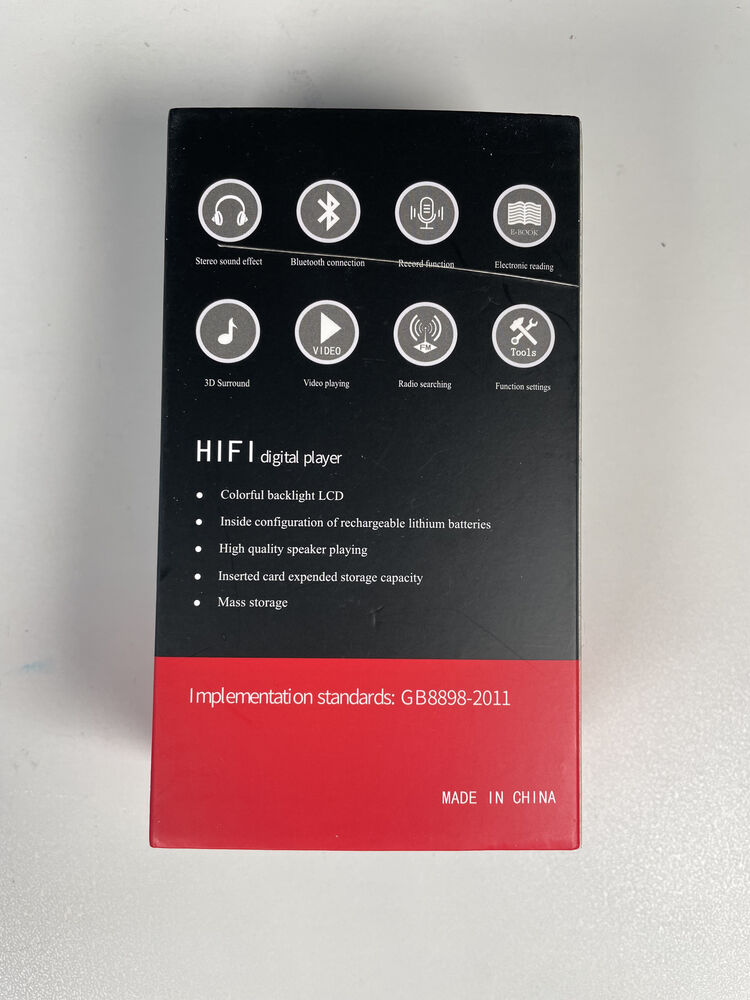 E-BOOK
Stereo sound effect Bluetooth connection Record function Electronic reading
VIDEO FM Tools
3D Surround Video playing Radio searching Function settings
HIFI digital player
• Colorful backlight LCD
• Inside configuration of rechargeable lithium batteries
• High quality speaker playing
• Inserted card expended storage capacity
• Mass storage
Implementation standards: GB8898-2011
MADE IN CHINA